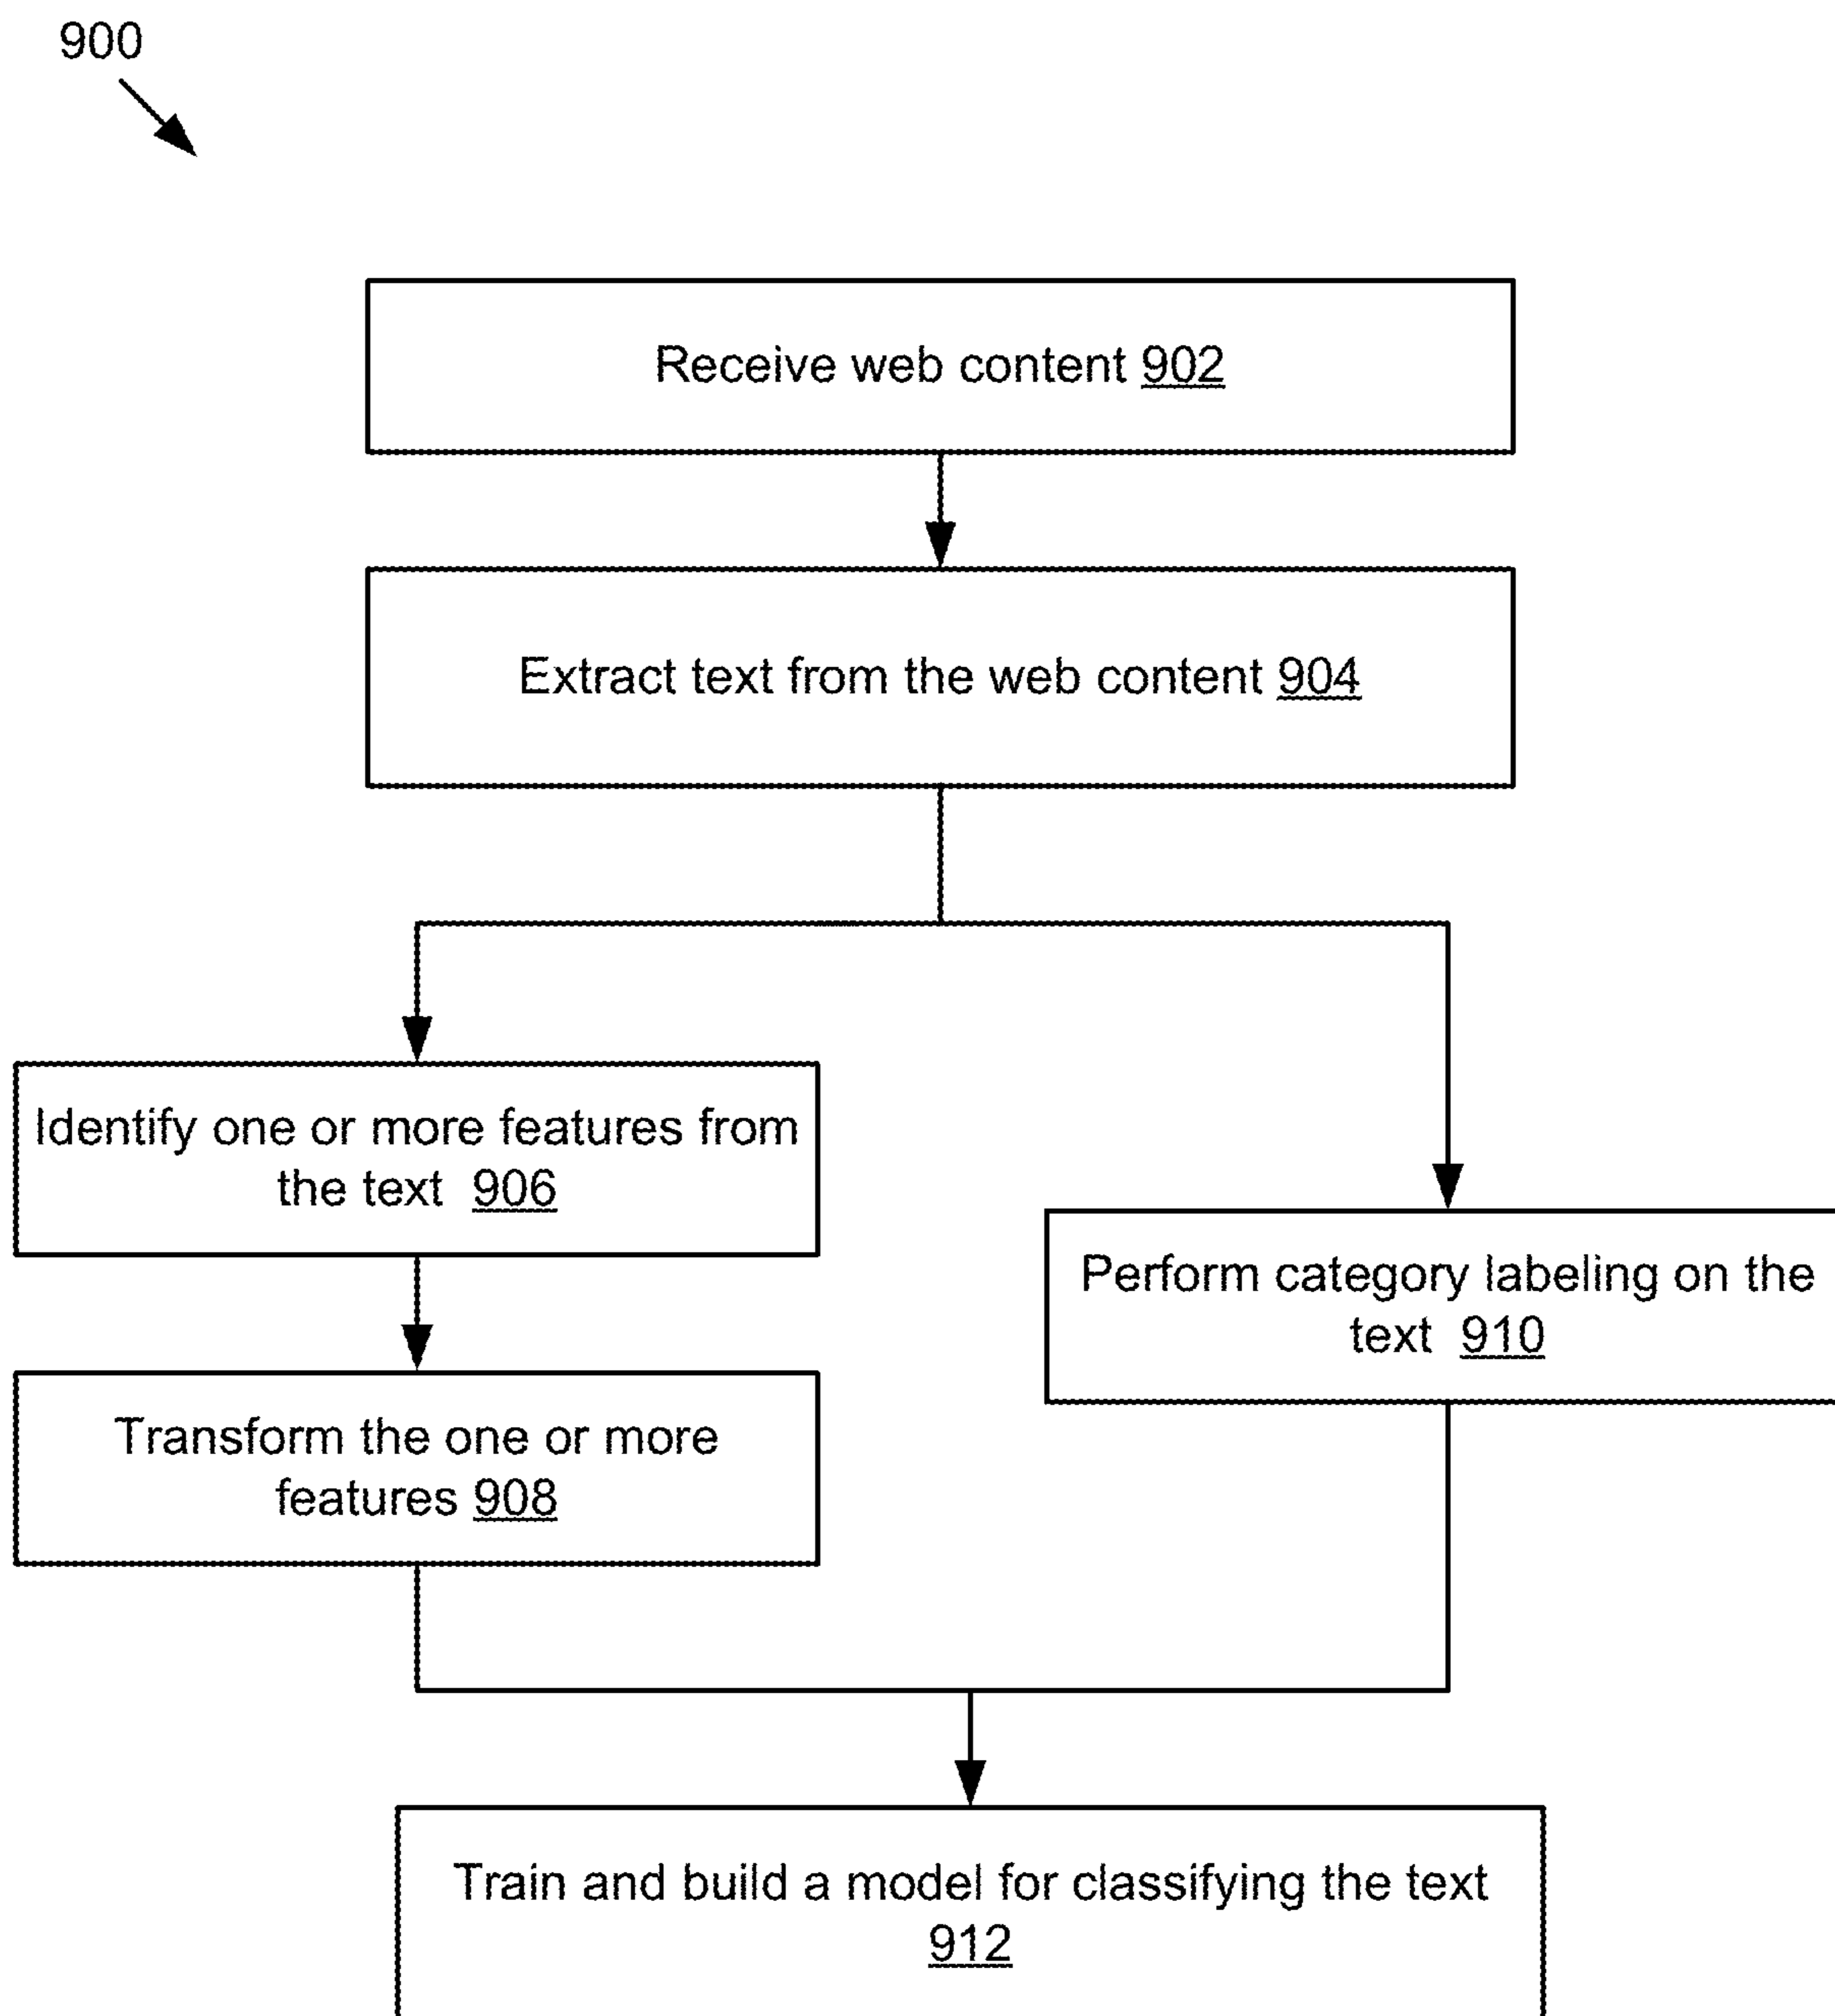 900
Receive web content 902
Extract text from the web content 904
Identify one or more features from
the text 906
Transform the one or more
features 908
Perform category labeling on the
text 910
Train and build a model for classifying the text
912